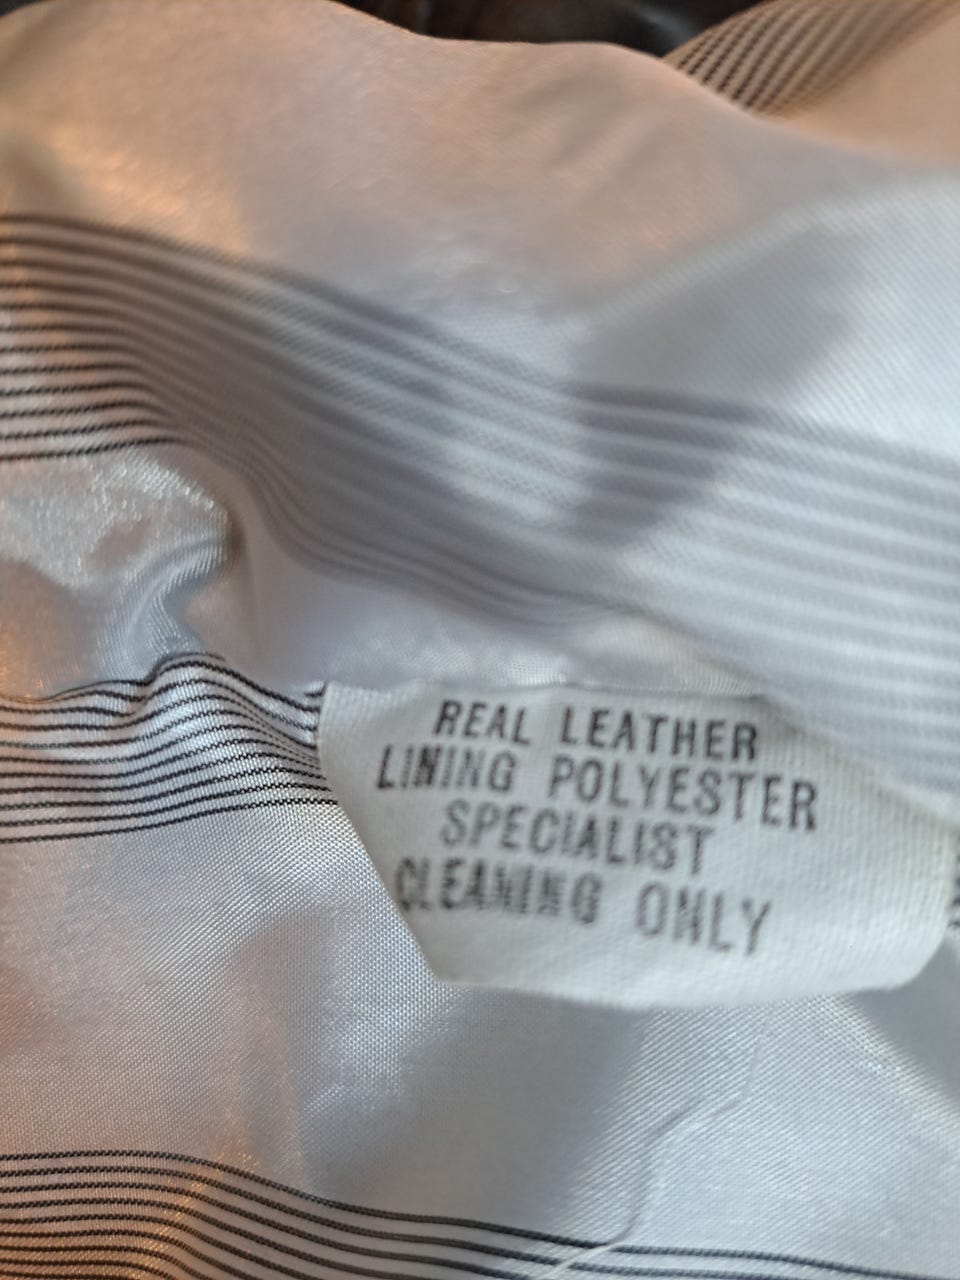 REAL LEATHER
LINING POLYESTER
SPECIALIST
CLEANING ONLY